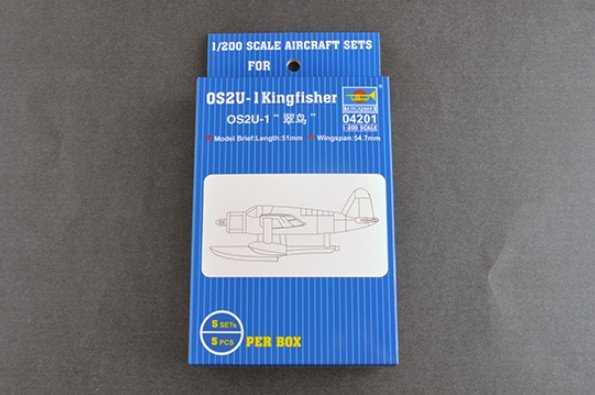 1/200 SCALE AIRCRAFT SETS
FOR
OS2U-1 Kingfisher
OS2U-1 “翠鸟”
Model Brief:Length:51mm Wingspan:54.7mm
04201
1:200 SCALE
5 SETs
5 PCS
PER BOX